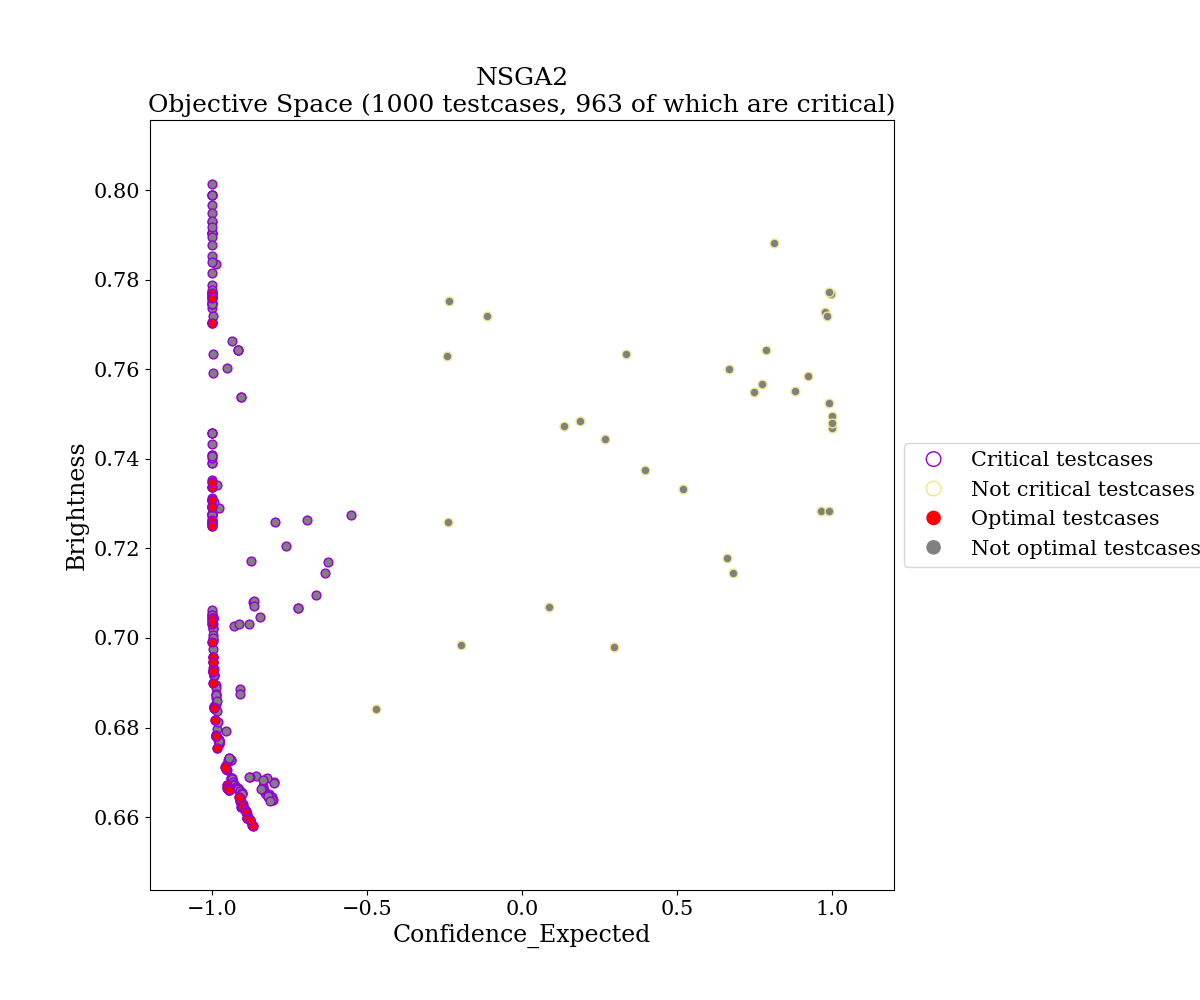 NSGA2
Objective Space (1000 testcases, 963 of which are critical)
0.80
0.78
0.76
0.74
0.72
0.70
0.68
0.66
Brightness
−1.0
−0.5
0.0
0.5
1.0
Confidence_Expected
Critical testcases
Not critical testcases
Optimal testcases
Not optimal testcases